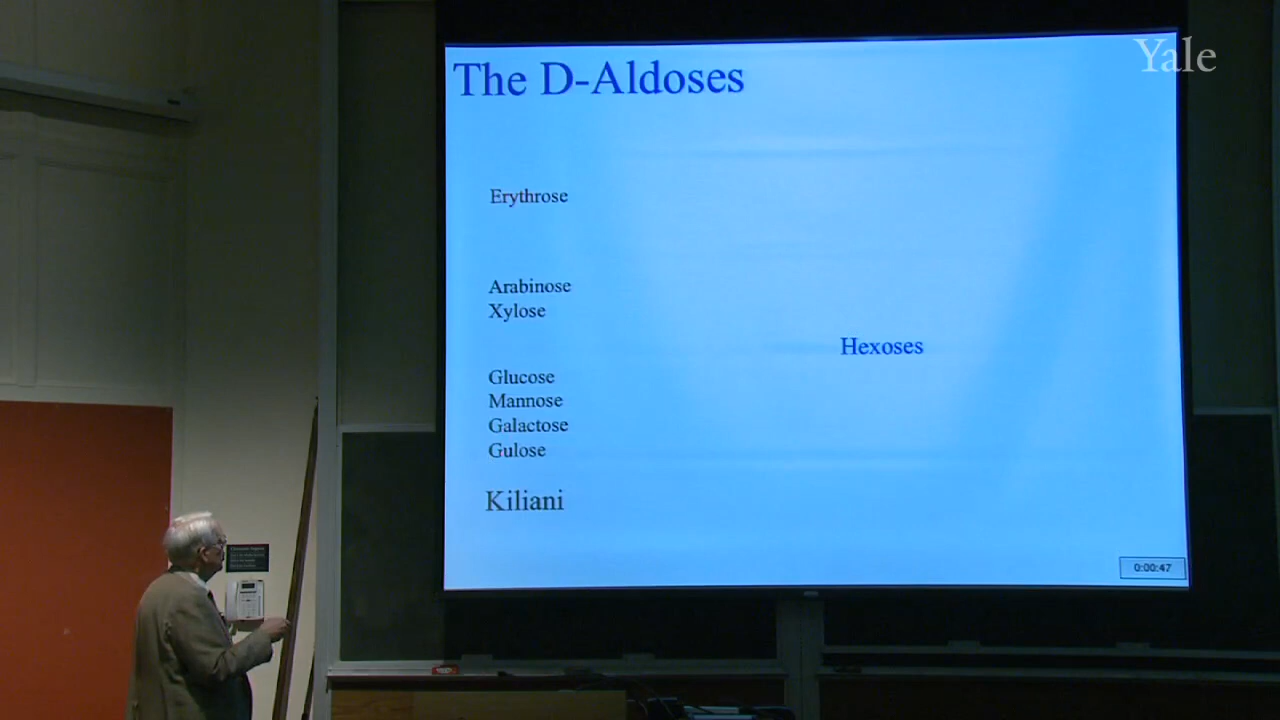 The D-Aldoses
Yale
Erythrose
Arabinose
Xylose
Hexoses
Glucose
Mannose
Galactose
Gulose
Kiliani
0:00:47